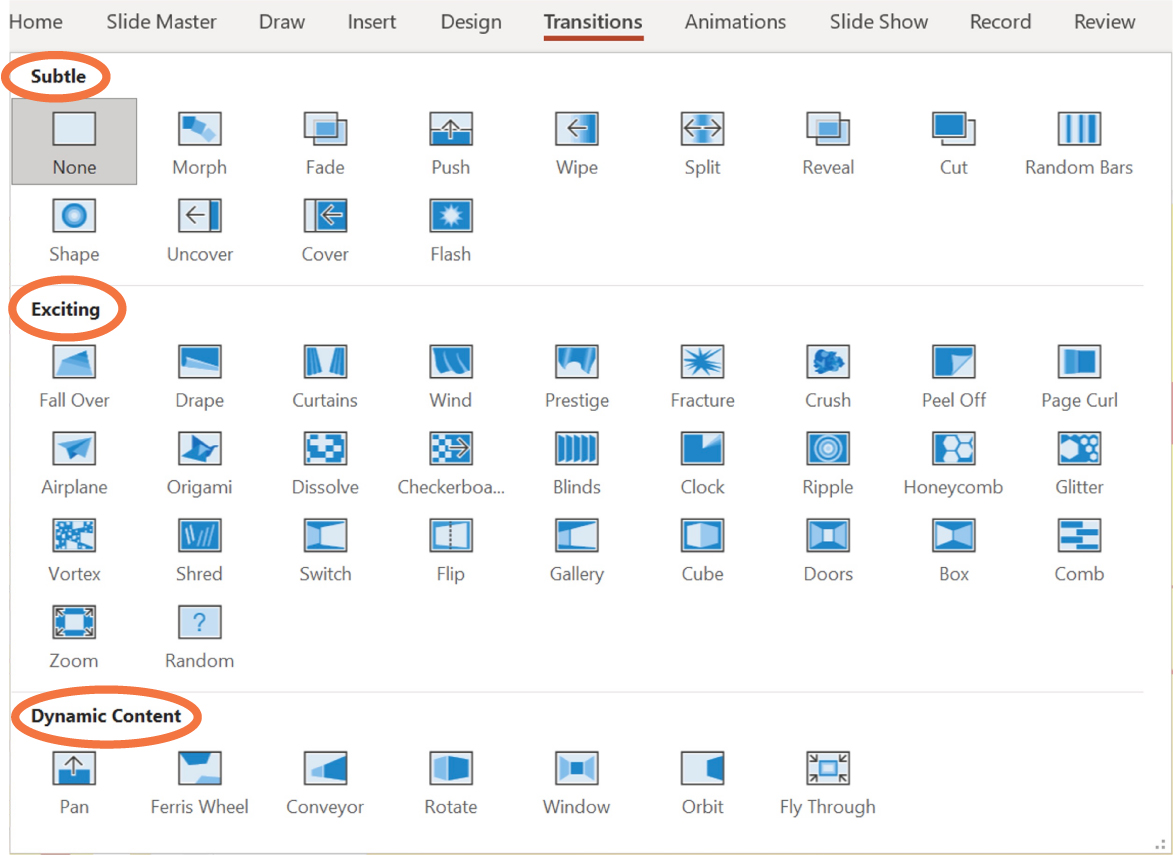 Home Slide Master Draw Insert Design Transitions Animations Slide Show Record Review
Subtle
None Morph Fade Push Wipe Split Reveal Cut Random Bars
Shape Uncover Cover Flash
Exciting
Fall Over Drape Curtains Wind Prestige Fracture Crush Peel Off Page Curl
Airplane Origami Dissolve Checkerboa... Blinds Clock Ripple Honeycomb Glitter
Vortex Shred Switch Flip Gallery Cube Doors Box Comb
?
Zoom Random
Dynamic Content
Pan Ferris Wheel Conveyor Rotate Window Orbit Fly Through